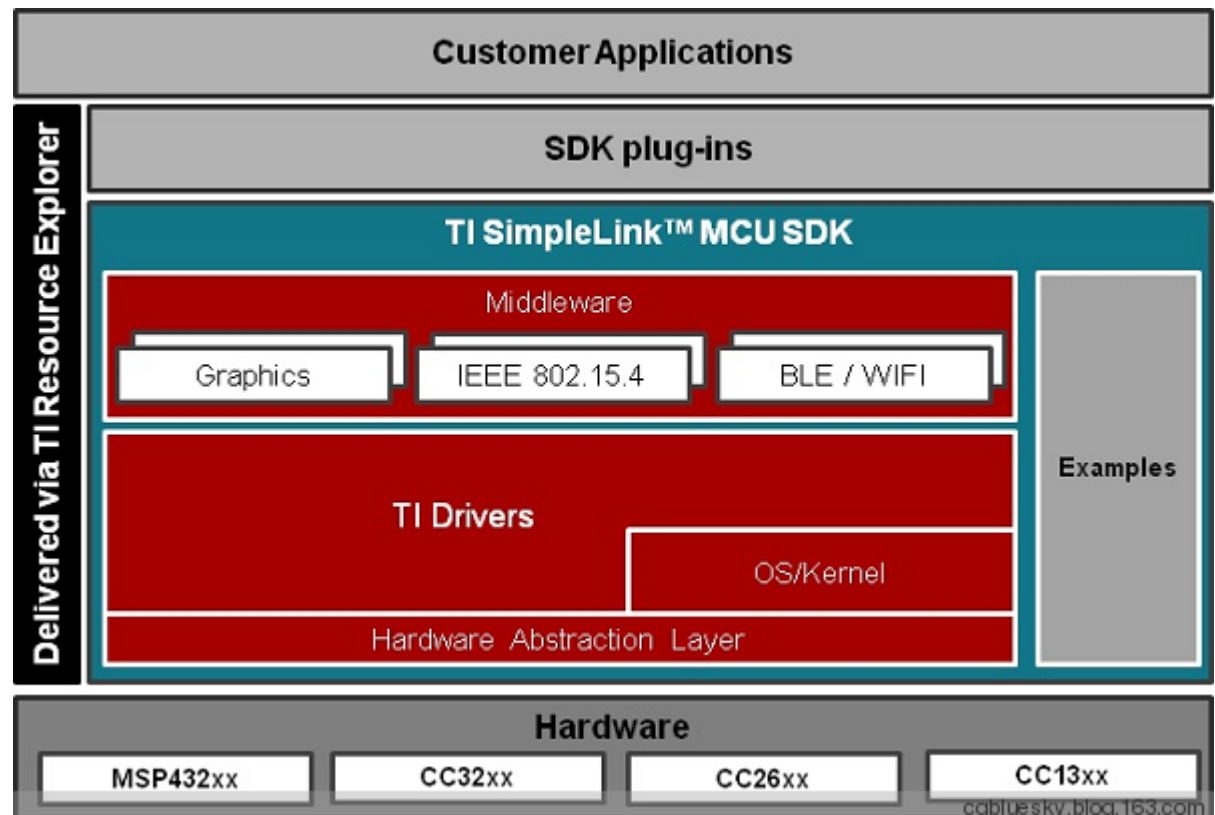 Customer Applications
Delivered via TI Resource Explorer
SDK plug-ins
TI SimpleLink™ MCU SDK
Middleware
Graphics
IEEE 802.15.4
BLE / WIFI
Examples
TI Drivers
OS/Kernel
Hardware Abstraction Layer
Hardware
MSP432xx
CC32xx
CC26xx
CC13xx
cgbluesky.blog.163.com